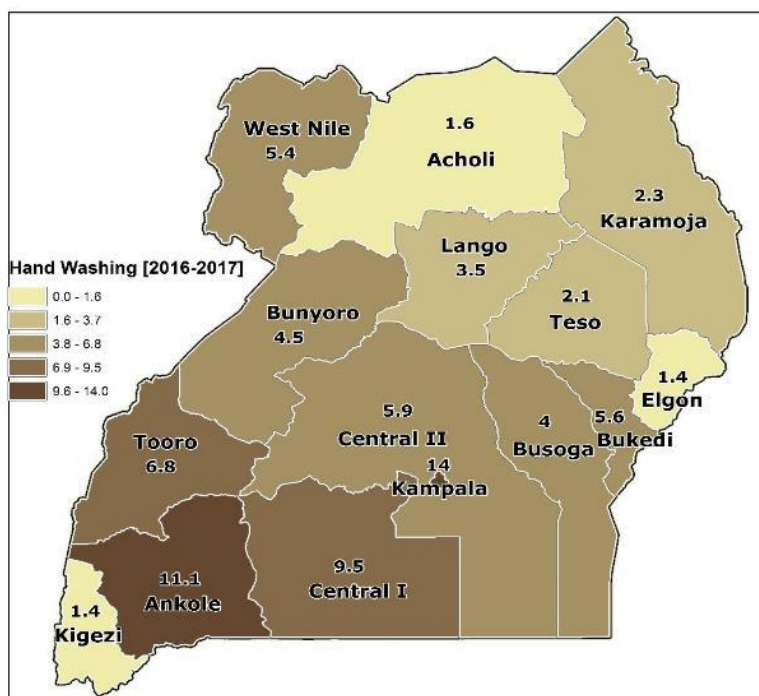 West Nile
5.4
1.6
Acholi
2.3
Karamoja
Lango
3.5
Hand Washing [2016-2017]
0.0 - 1.6
1.6 - 3.7
3.8 - 6.8
6.9 - 9.5
9.6 - 14.0
Bunyoro
4.5
2.1
Teso
1.4
Elgon
5.9
Central II
4
Busoga
5.6
Bukedi
Tooro
6.8
14
Kampala
9.5
Central I
11.1
Ankole
1.4
Kigezi